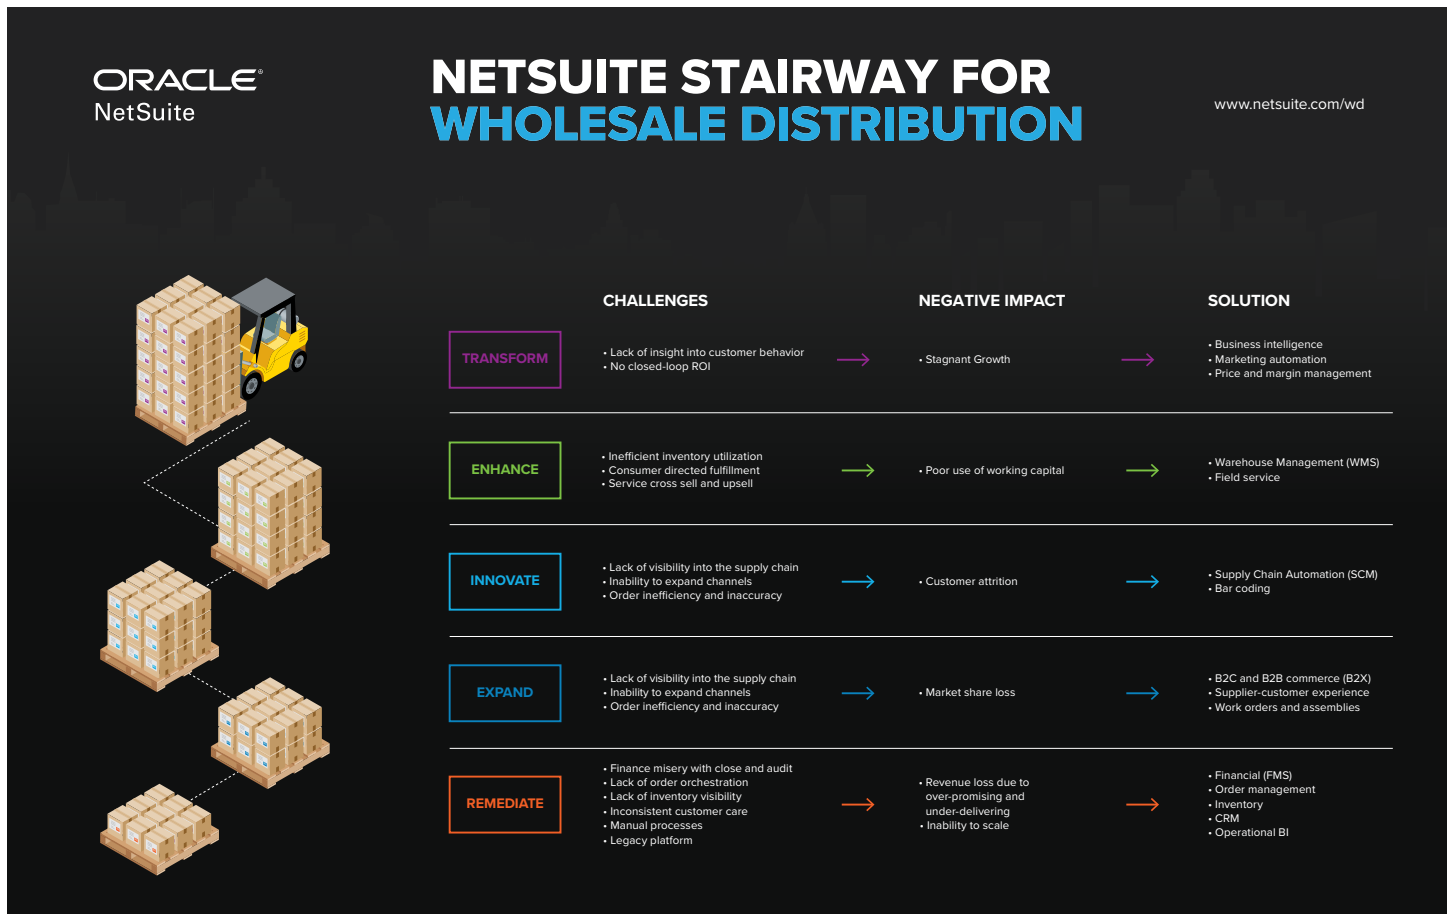 ORACLE®
NetSuite
NETSUITE STAIRWAY FOR
WHOLESALE DISTRIBUTION
www.netsuite.com/wd
CHALLENGES
NEGATIVE IMPACT
SOLUTION
TRANSFORM
• Lack of insight into customer behavior
• No closed-loop ROI
• Stagnant Growth
• Business intelligence
• Marketing automation
• Price and margin management
ENHANCE
• Inefficient inventory utilization
• Consumer directed fulfillment
• Service cross sell and upsell
• Poor use of working capital
• Warehouse Management (WMS)
• Field service
INNOVATE
• Lack of visibility into the supply chain
• Inability to expand channels
• Order inefficiency and inaccuracy
• Customer attrition
• Supply Chain Automation (SCM)
• Bar coding
EXPAND
• Lack of visibility into the supply chain
• Inability to expand channels
• Order inefficiency and inaccuracy
• Market share loss
• B2C and B2B commerce (B2X)
• Supplier-customer experience
• Work orders and assemblies
REMEDIATE
• Finance misery with close and audit
• Lack of order orchestration
• Lack of inventory visibility
• Inconsistent customer care
• Manual processes
• Legacy platform
• Revenue loss due to
over-promising and
under-delivering
• Inability to scale
• Financial (FMS)
• Order management
• Inventory
• CRM
• Operational BI